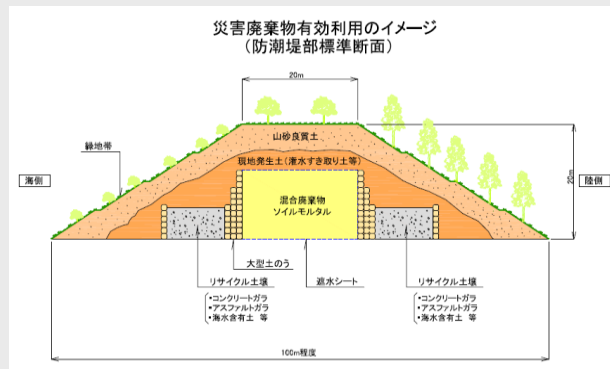 災害廃棄物有効利用のイメージ
（防潮堤部標準断面）
20m
山砂良質土
緑地帯
現地発生土（漕水すき取り土等）
海側
陸側
20m
混合廃棄物
ソイルモルタル
大型土のう
リサイクル土壌
遮水シート
リサイクル土壌
•コンクリートガラ
•アスファルトガラ
•海水含有土 等
•コンクリートガラ
•アスファルトガラ
•海水含有土 等
100m程度